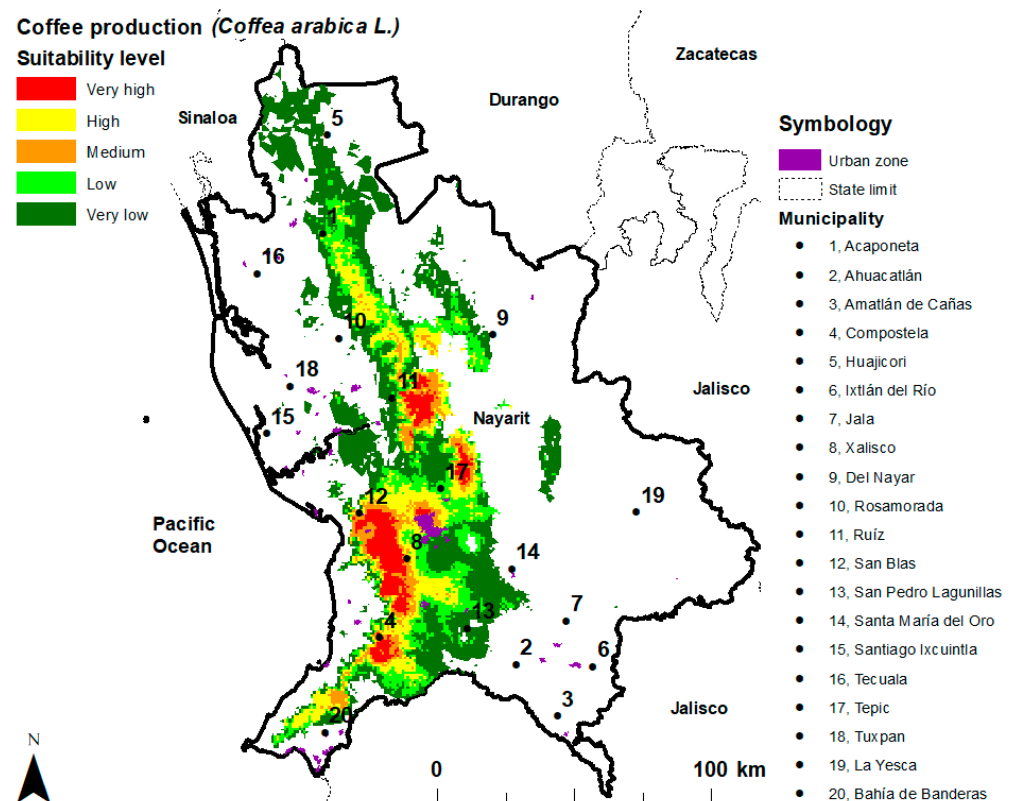 Coffee production (Coffea arabica L.)
Suitability level
Very high
High
Medium
Low
Very low
Sinaloa
Durango
Zacatecas
Jalisco
Nayarit
Pacific
Ocean
Jalisco
5
1
16
10
9
18
11
15
17
12
19
8
14
7
13
4
2
6
3
20
N
0
100 km
Symbology
Urban zone
State limit
Municipality
1, Acaponeta
2, Ahuacatlán
3, Amatlán de Cañas
4, Compostela
5, Huajicori
6, Ixtlán del Río
7, Jala
8, Xalisco
9, Del Nayar
10, Rosamorada
11, Ruíz
12, San Blas
13, San Pedro Lagunillas
14, Santa María del Oro
15, Santiago Ixcuintla
16, Tecuala
17, Tepic
18, Tuxpan
19, La Yesca
20, Bahía de Banderas